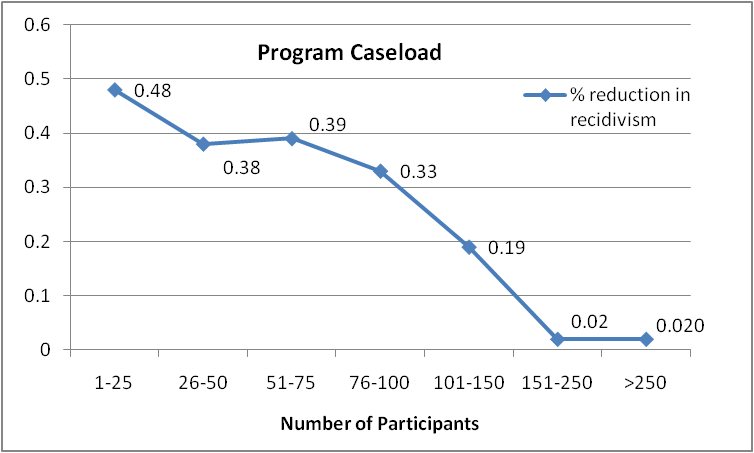 Program Caseload
0.6
0.5
0.4
0.3
0.2
0.1
0
0.48
0.38
0.39
0.33
0.19
0.02
0.020
% reduction in
recidivism
1-25 26-50 51-75 76-100 101-150 151-250 >250
Number of Participants